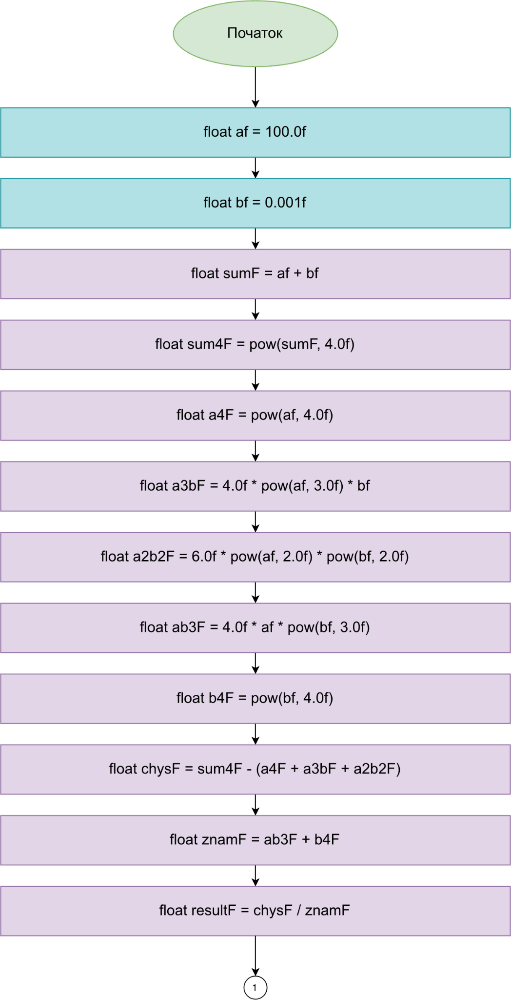 Початок
float af = 100.0f
float bf = 0.001f
float sumF = af + bf
float sum4F = pow(sumF, 4.0f)
float a4F = pow(af, 4.0f)
float a3bF = 4.0f * pow(af, 3.0f) * bf
float a2b2F = 6.0f * pow(af, 2.0f) * pow(bf, 2.0f)
float ab3F = 4.0f * af * pow(bf, 3.0f)
float b4F = pow(bf, 4.0f)
float chysF = sum4F - (a4F + a3bF + a2b2F)
float znamF = ab3F + b4F
float resultF = chysF / znamF
1